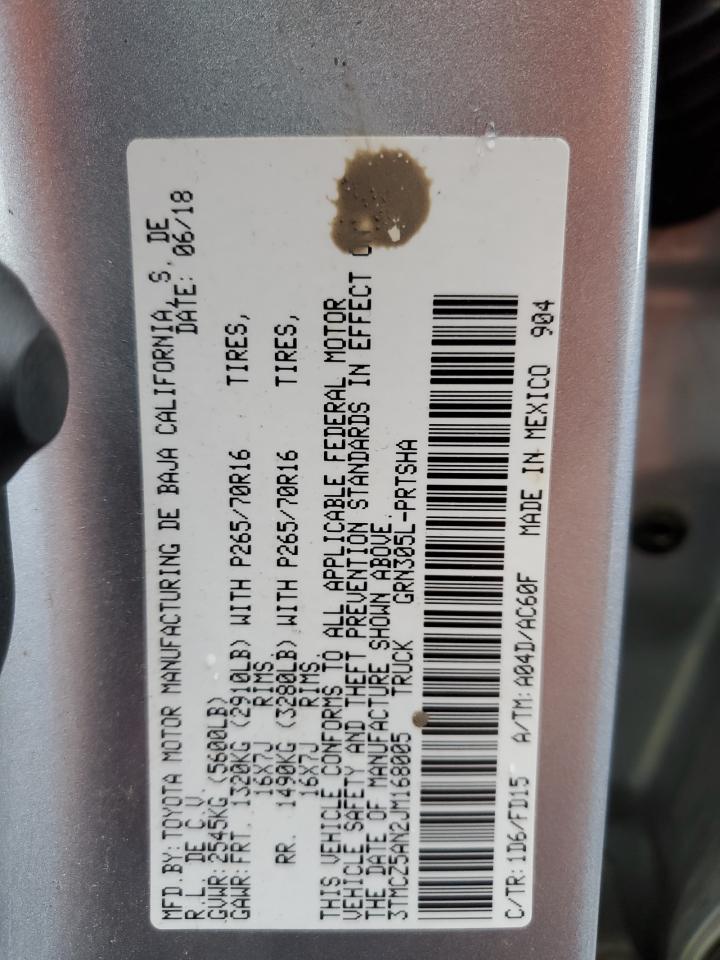 MFD.BY:TOYOTA MOTOR MANUFACTURING DE BAJA CALIFORNIA, S. DE
R.L. DE C.V. DATE: 06/18
GVWR:2545KG (5600LB)
GAWR:FRT. 1320KG (2910LB) WITH P265/70R16 TIRES,
16X7J RIMS,
RR. 1490KG (3280LB) WITH P265/70R16 TIRES,
16X7J RIMS.
THIS VEHICLE CONFORMS TO ALL APPLICABLE FEDERAL MOTOR
VEHICLE SAFETY AND THEFT PREVENTION STANDARDS IN EFFECT
THE DATE OF MANUFACTURE SHOWN ABOVE.
3TMCZ5AN2JM168005 TRUCK GRN305L-PRTSHA
C/TR:1D6/FD15 A/TM:A04D/AC60F MADE IN MEXICO 904